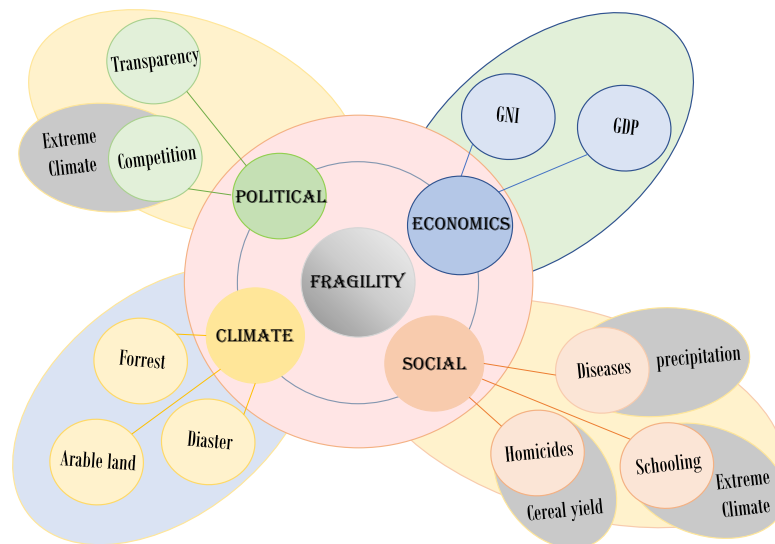 Transparency
Extreme
Climate
Competition
POLITICAL
GNI
GDP
ECONOMICS
FRAGILITY
CLIMATE
Forrest
Arable land
Diaster
SOCIAL
Diseases
precipitation
Homicides
Cereal yield
Schooling
Extreme
Climate